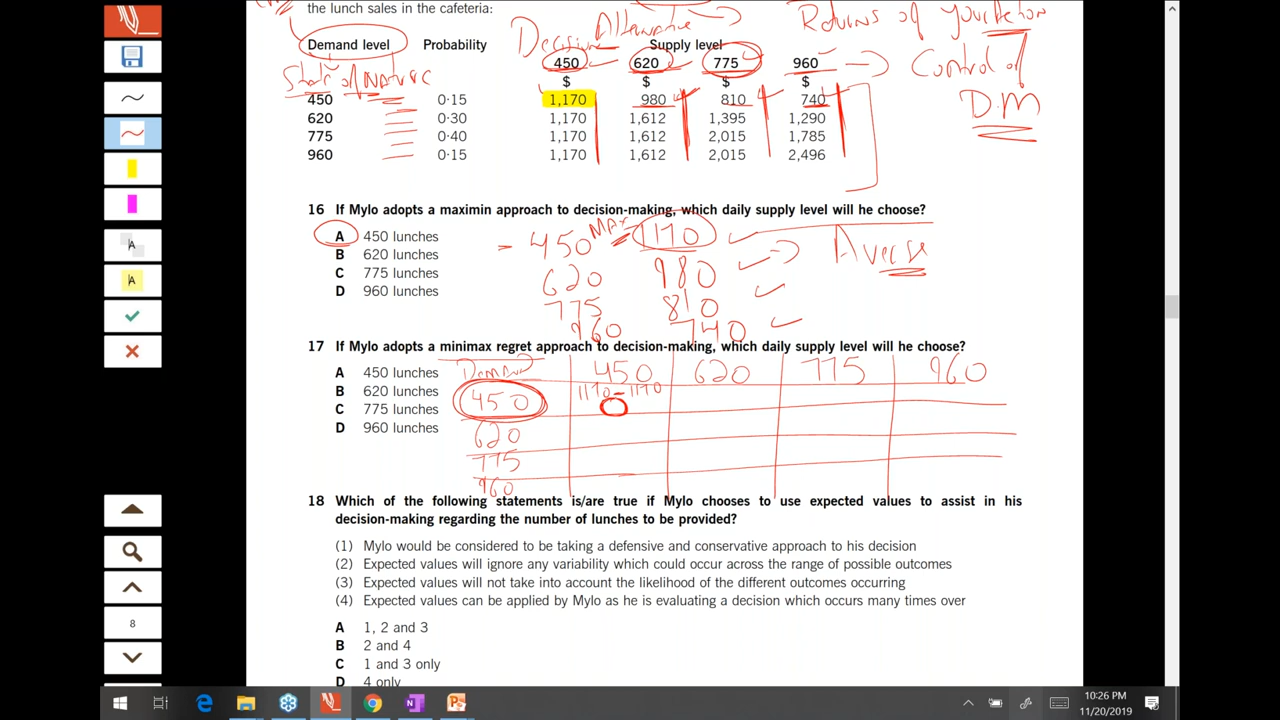 the lunch sales in the cafeteria:
Returns of your Action
Decision Alternative
Demand level Probability Supply level
450 620 775 960
Control of
D.M
State of Nature
$ $ $ $
450 0·15 1,170 980 810 740
620 0·30 1,170 1,612 1,395 1,290
775 0·40 1,170 1,612 2,015 1,785
960 0·15 1,170 1,612 2,015 2,496
16 If Mylo adopts a maximin approach to decision-making, which daily supply level will he choose?
A 450 lunches
B 620 lunches
C 775 lunches
D 960 lunches
450 Max 1170
620 980
775 810
960 740
Averse
17 If Mylo adopts a minimax regret approach to decision-making, which daily supply level will he choose?
A 450 lunches
B 620 lunches
C 775 lunches
D 960 lunches
Demand 450 620 775 960
450 1170-1170
0
620
775
960
18 Which of the following statements is/are true if Mylo chooses to use expected values to assist in his
decision-making regarding the number of lunches to be provided?
(1) Mylo would be considered to be taking a defensive and conservative approach to his decision
(2) Expected values will ignore any variability which could occur across the range of possible outcomes
(3) Expected values will not take into account the likelihood of the different outcomes occurring
(4) Expected values can be applied by Mylo as he is evaluating a decision which occurs many times over
A 1, 2 and 3
B 2 and 4
C 1 and 3 only
D 4 only
8
10:26 PM
11/20/2019